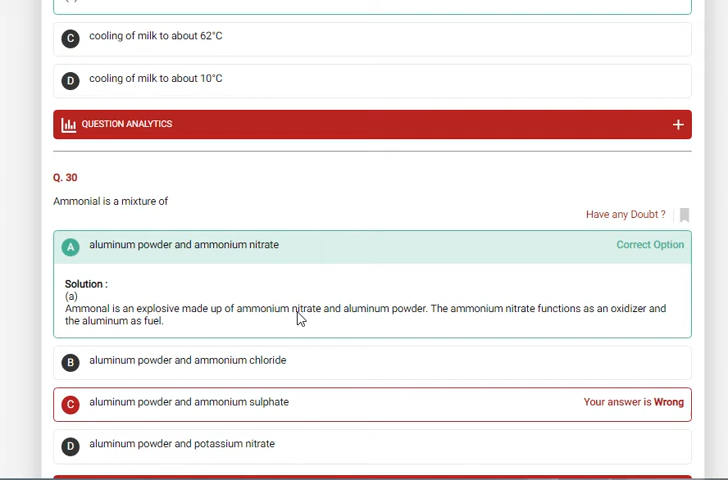 C cooling of milk to about 62°C
D cooling of milk to about 10°C
QUESTION ANALYTICS +
Q. 30
Ammonial is a mixture of
Have any Doubt ?
A aluminum powder and ammonium nitrate Correct Option
Solution :
(a)
Ammonal is an explosive made up of ammonium nitrate and aluminum powder. The ammonium nitrate functions as an oxidizer and
the aluminum as fuel.
B aluminum powder and ammonium chloride
C aluminum powder and ammonium sulphate Your answer is Wrong
D aluminum powder and potassium nitrate